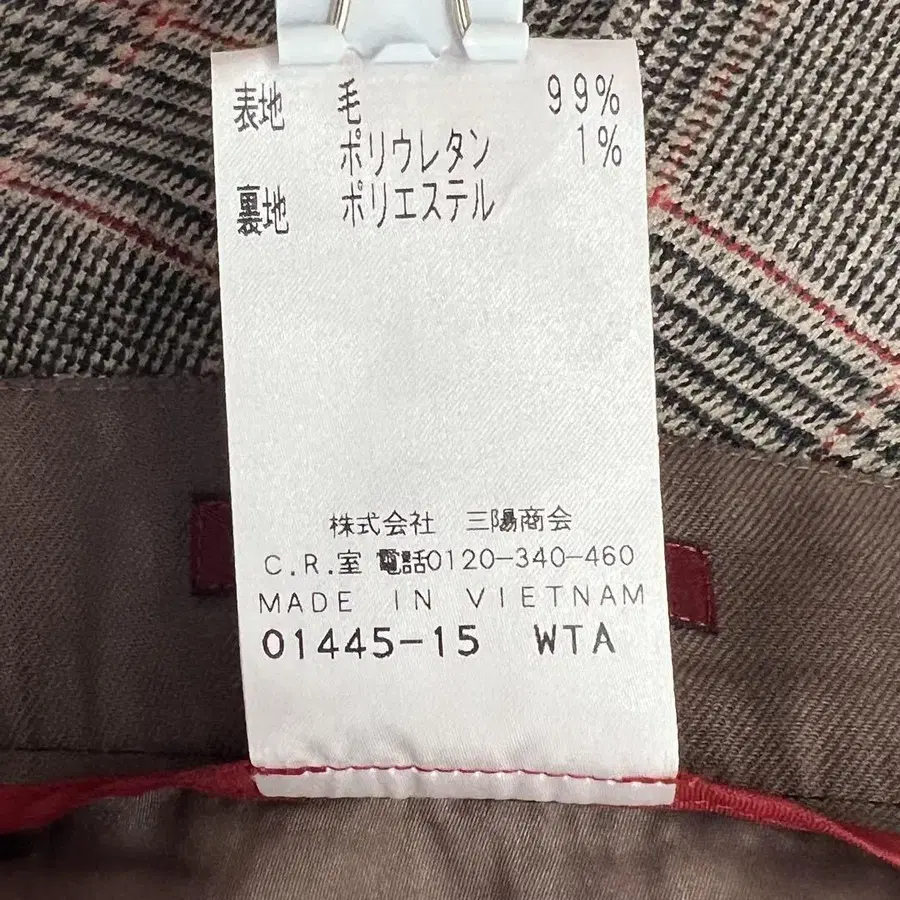 表地 毛 99%
ポリウレタン 1%
裏地 ポリエステル
株式会社 三陽商会
C.R.室 電話0120-340-460
MADE IN VIETNAM
01445-15 WTA